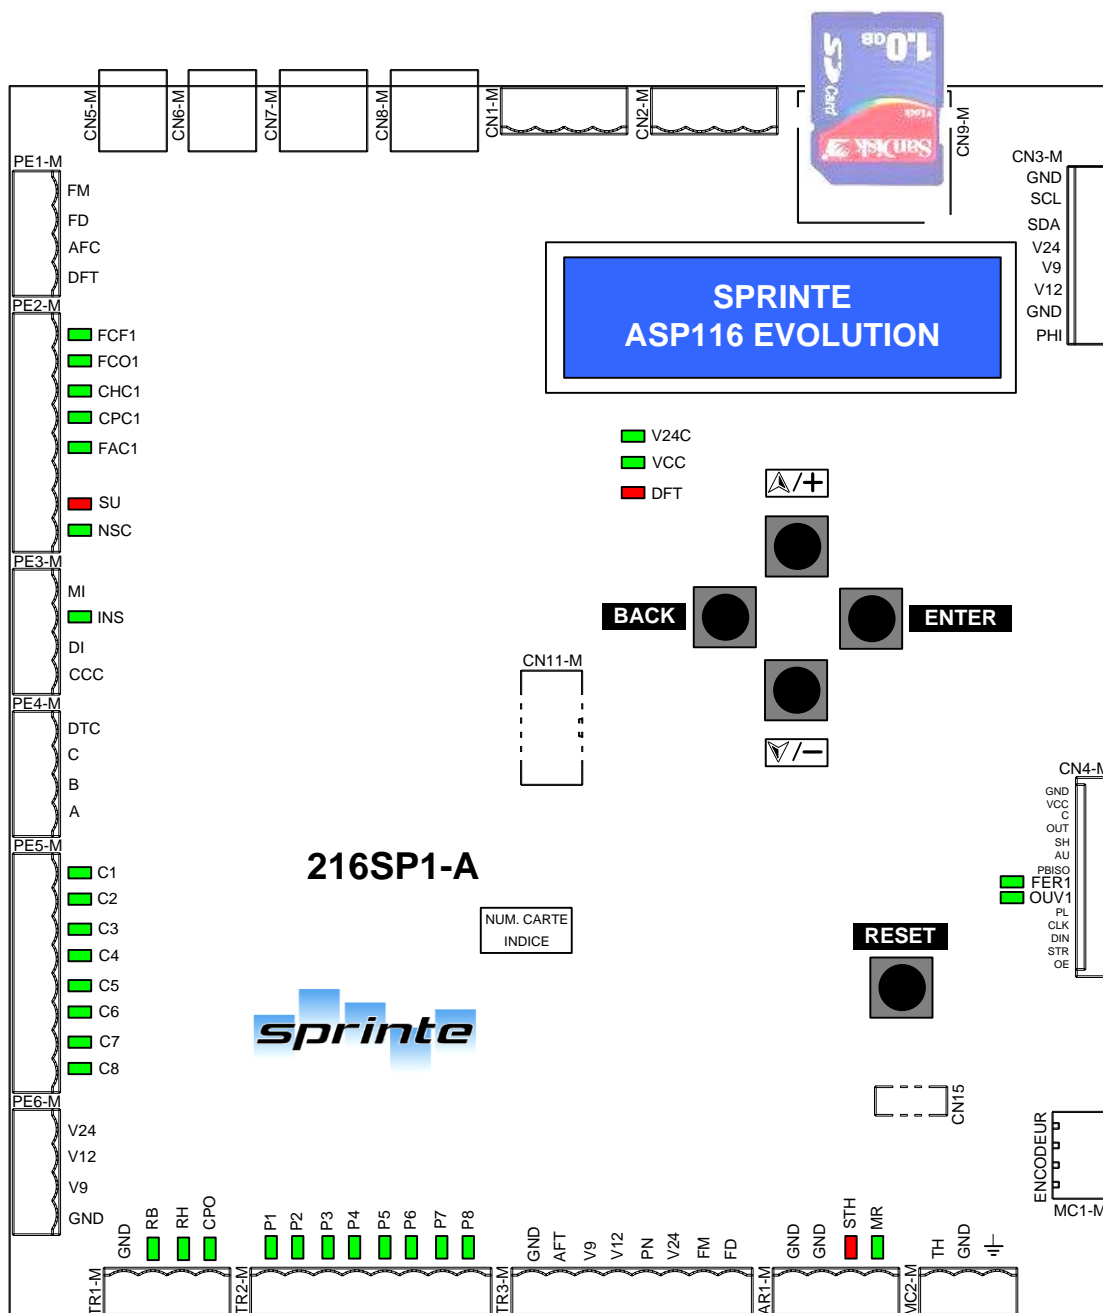 CN5-M
CN6-M
CN7-M
CN8-M
CN1-M
CN2-M
1.0GB
SD Card
Lock
SanDisk
CN9-M
PE1-M
FM
FD
AFC
DFT
CN3-M
GND
SCL
SDA
V24
V9
V12
GND
PHI
SPRINTE
ASP116 EVOLUTION
PE2-M
FCF1
FCO1
CHC1
CPC1
FAC1
SU
NSC
V24C
VCC
DFT
/+
BACK
ENTER
/−
PE3-M
MI
INS
DI
CCC
CN11-M
PE4-M
DTC
C
B
A
CN4-M
GND
VCC
C
OUT
SH
AU
PBISO
FER1
OUV1
PL
CLK
DIN
STR
OE
PE5-M
C1
C2
C3
C4
C5
C6
C7
C8
216SP1-A
NUM. CARTE
INDICE
sprinte
RESET
CN15
ENCODEUR
MC1-M
PE6-M
V24
V12
V9
GND
TR1-M
GND
RB
RH
CPO
TR2-M
P1
P2
P3
P4
P5
P6
P7
P8
TR3-M
GND
AFT
V9
V12
PN
V24
FM
FD
AR1-M
GND
GND
STH
MR
MC2-M
TH
GND